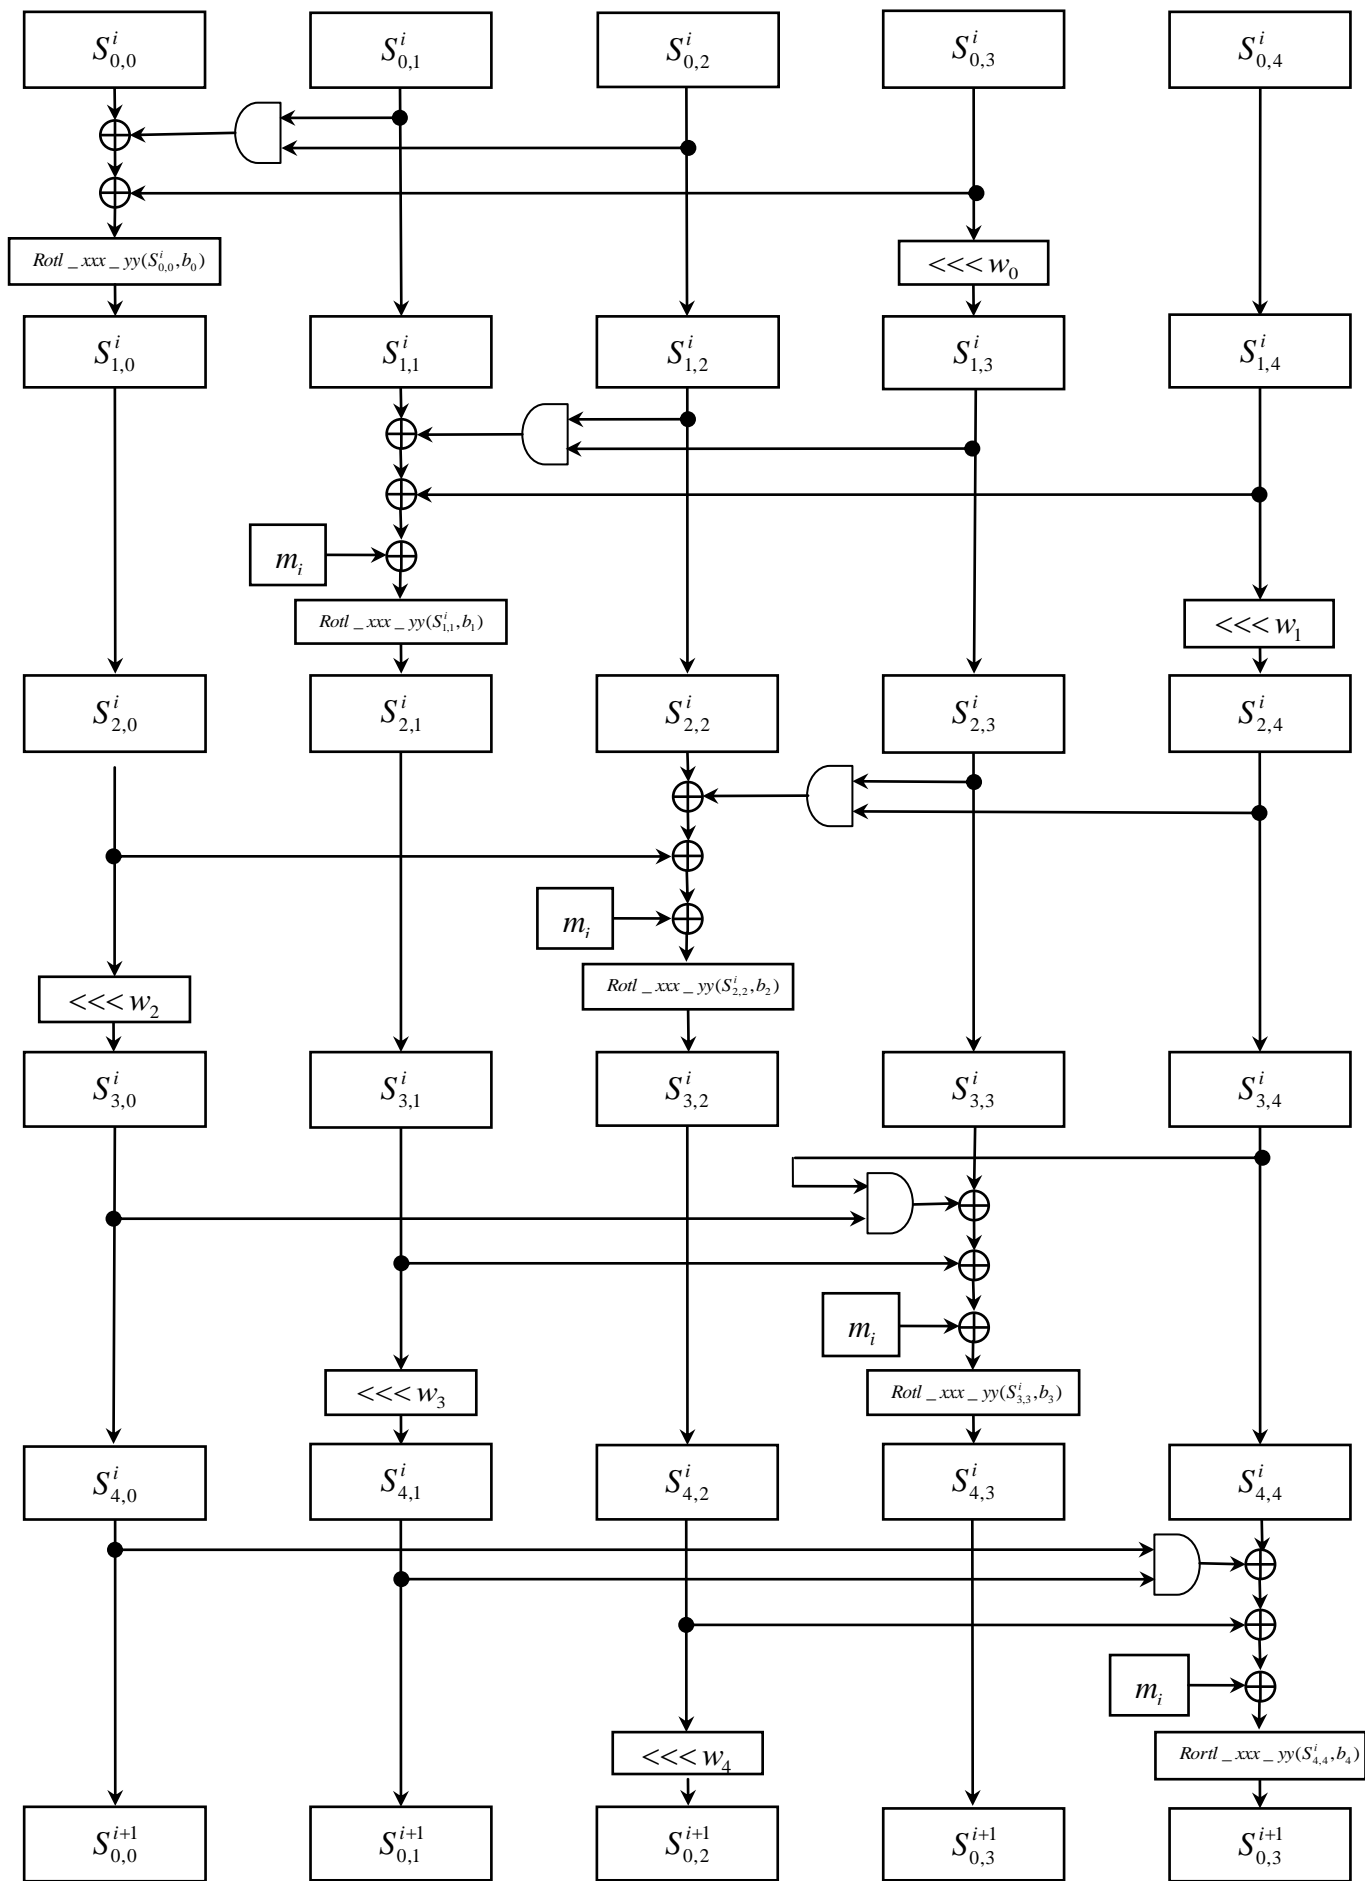 S^i_{0,0} S^i_{0,1} S^i_{0,2} S^i_{0,3} S^i_{0,4}
Rotl_xxx_yy(S^i_{0,0},b_0) <<<w_0
S^i_{1,0} S^i_{1,1} S^i_{1,2} S^i_{1,3} S^i_{1,4}
m_i
Rotl_xxx_yy(S^i_{1,1},b_1) <<<w_1
S^i_{2,0} S^i_{2,1} S^i_{2,2} S^i_{2,3} S^i_{2,4}
m_i
<<<w_2 Rotl_xxx_yy(S^i_{2,2},b_2)
S^i_{3,0} S^i_{3,1} S^i_{3,2} S^i_{3,3} S^i_{3,4}
m_i
<<<w_3 Rotl_xxx_yy(S^i_{3,3},b_3)
S^i_{4,0} S^i_{4,1} S^i_{4,2} S^i_{4,3} S^i_{4,4}
m_i
<<<w_4 Rortl_xxx_yy(S^i_{4,4},b_4)
S^{i+1}_{0,0} S^{i+1}_{0,1} S^{i+1}_{0,2} S^{i+1}_{0,3} S^{i+1}_{0,3}